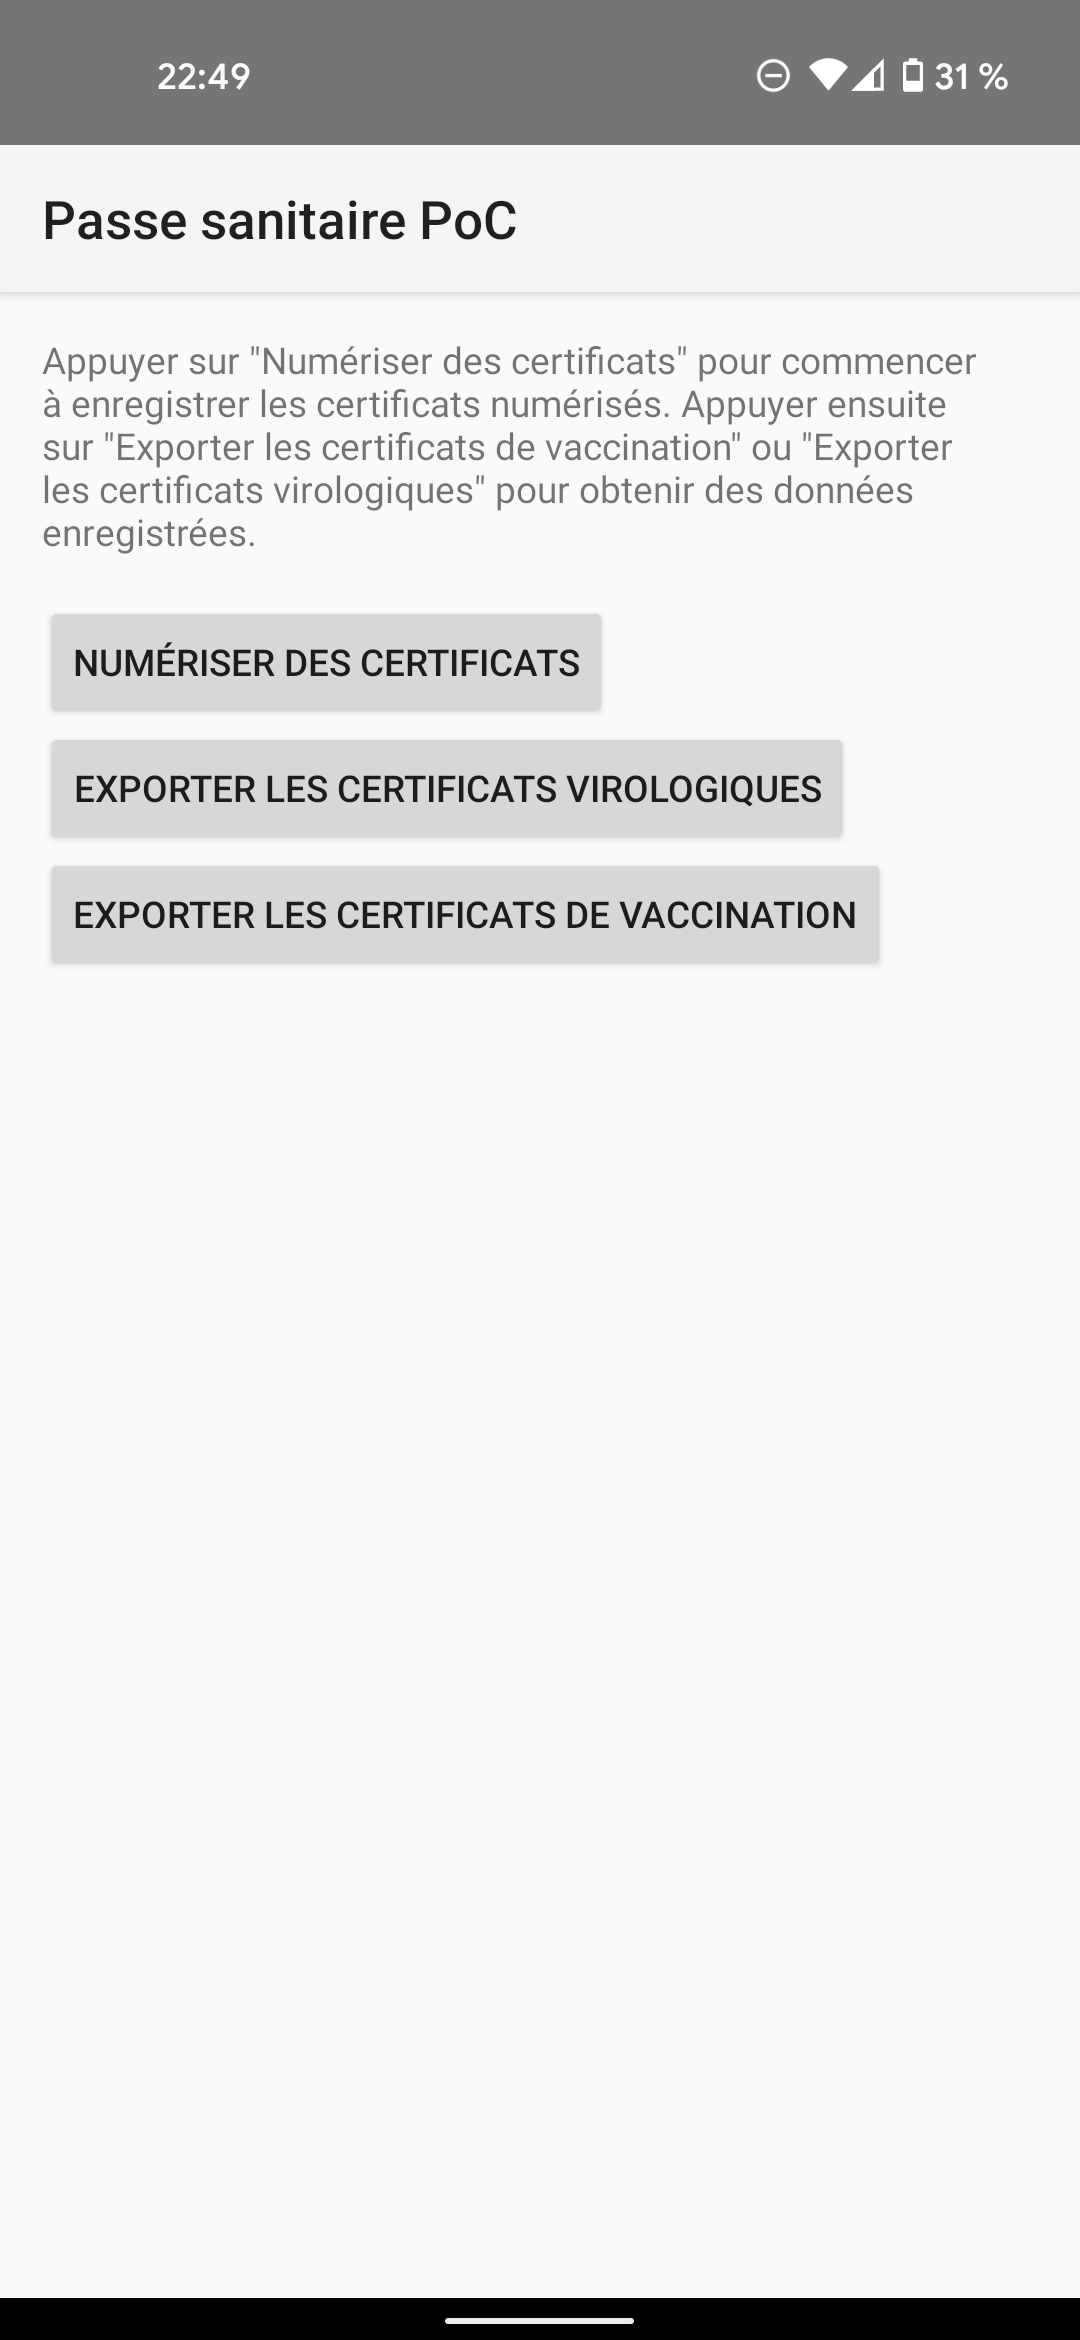 22:49
31 %
Passe sanitaire PoC
Appuyer sur "Numériser des certificats" pour commencer
à enregistrer les certificats numérisés. Appuyer ensuite
sur "Exporter les certificats de vaccination" ou "Exporter
les certificats virologiques" pour obtenir des données
enregistrées.
NUMÉRISER DES CERTIFICATS
EXPORTER LES CERTIFICATS VIROLOGIQUES
EXPORTER LES CERTIFICATS DE VACCINATION